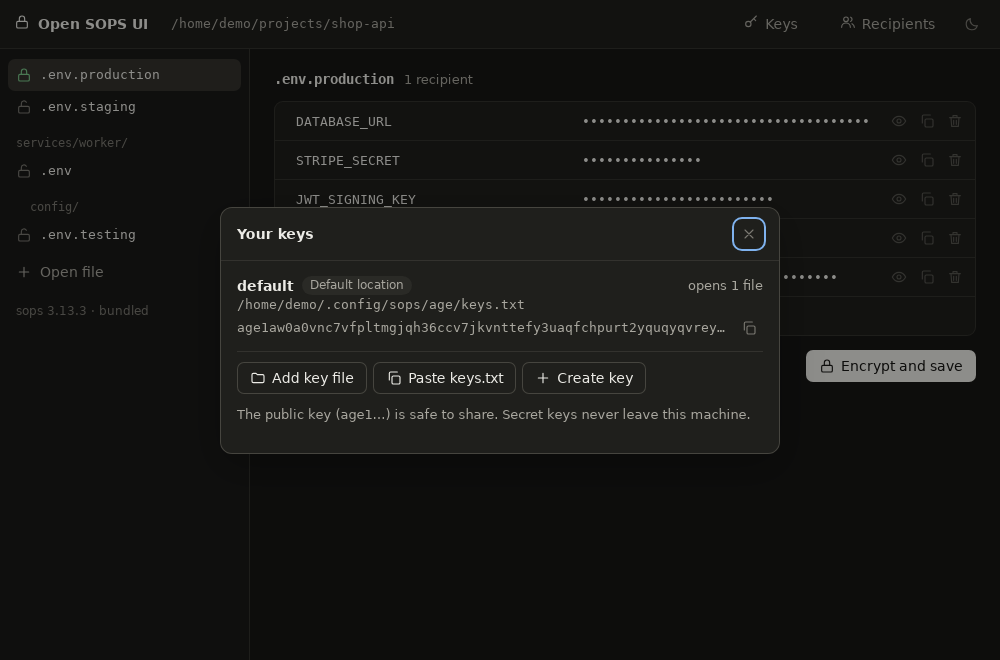 Open SOPS UI /home/demo/projects/shop-api Keys Recipients
.env.production
.env.staging
services/worker/
.env
config/
.env.testing
Open file
sops 3.13.3 · bundled
.env.production 1 recipient
DATABASE_URL ••••••••••••••••••••••••••••••••••••
STRIPE_SECRET •••••••••••••••
JWT_SIGNING_KEY ••••••••••••••••••••••••
Your keys
default Default location opens 1 file
/home/demo/.config/sops/age/keys.txt
age1aw0a0vnc7vfpltmgjqh36ccv7jkvnttefy3uaqfchpurt2yquqyqvrey…
Add key file Paste keys.txt Create key
The public key (age1...) is safe to share. Secret keys never leave this machine.
Encrypt and save